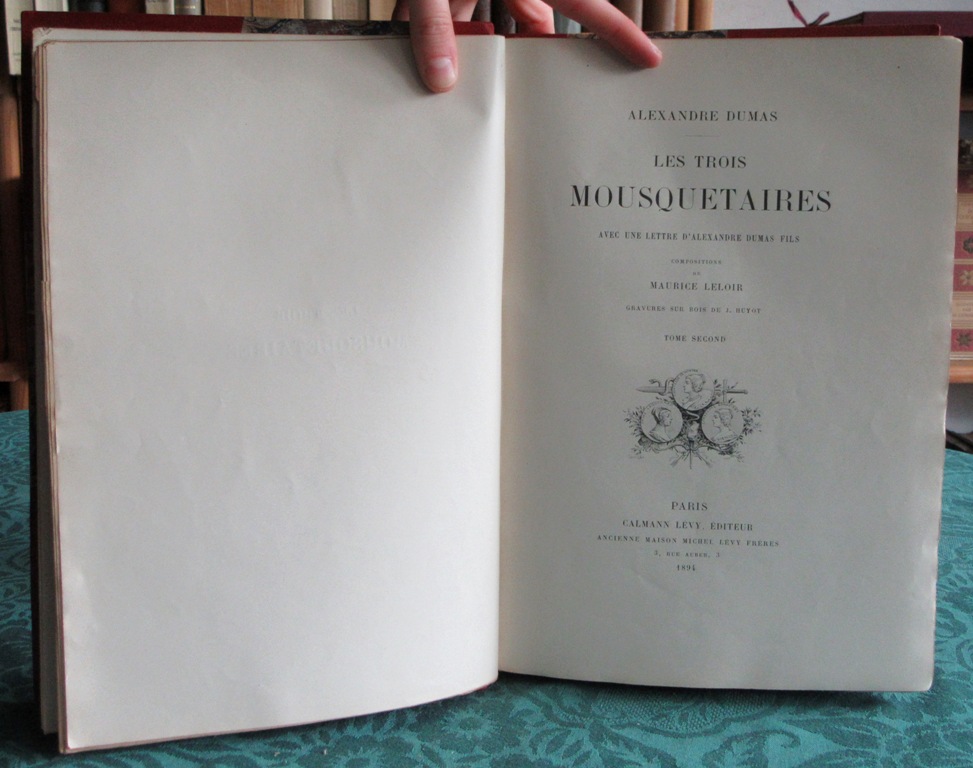 ALEXANDRE DUMAS
LES TROIS
MOUSQUETAIRES
AVEC UNE LETTRE D'ALEXANDRE DUMAS FILS
COMPOSITIONS
DE
MAURICE LELOIR
GRAVURES SUR BOIS DE J. HUYOT
TOME SECOND
PARIS
CALMANN LÉVY, ÉDITEUR
ANCIENNE MAISON MICHEL LÉVY FRÈRES
3, RUE AUBER, 3
1894